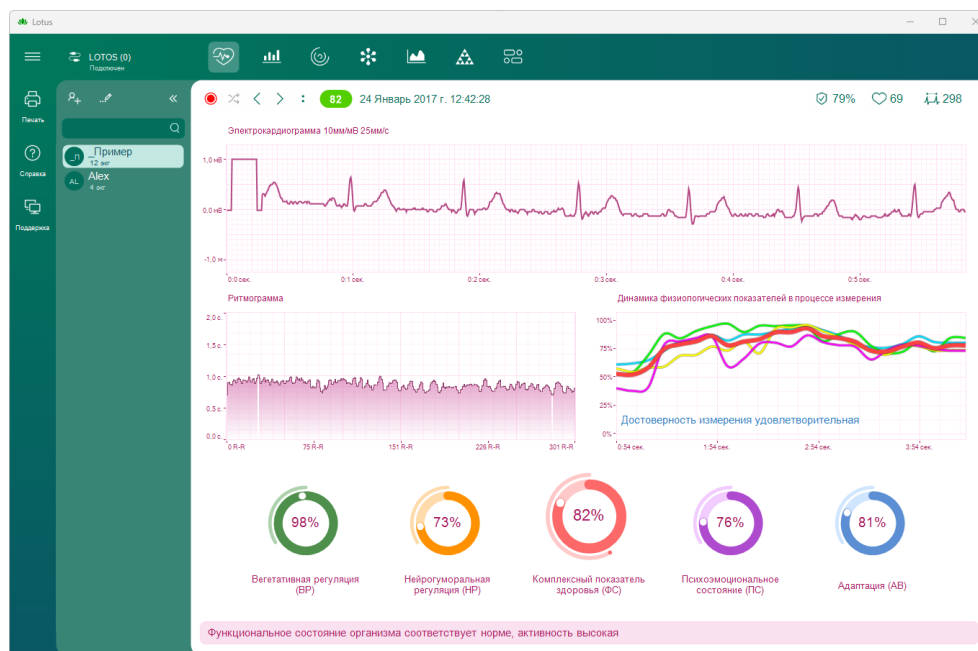 Lotus
LOTOS (0)
Подключен
Печать
Справка
Поддержка
_П
_Пример
12 экг
AL
Alex
4 экг
82
24 Январь 2017 г. 12:42:28
79%
69
298
Электрокардиограмма 10мм/мВ 25мм/с
1,0 мВ
0,0 мВ
-1,0 м
0:0 сек.
0:1 сек.
0:2 сек.
0:3 сек.
0:4 сек.
0:5 сек.
Ритмограмма
2,0 с.
1,5 с.
1,0 с.
0,5 с.
0,0 с.
0 R-R
75 R-R
151 R-R
226 R-R
301 R-R
Динамика физиологических показателей в процессе измерения
100%
75%
50%
25%
0%
Достоверность измерения удовлетворительная
0:54 сек.
1:54 сек.
2:54 сек.
3:54 сек.
98%
73%
82%
76%
81%
Вегетативная регуляция
(ВР)
Нейрогуморальная
регуляция (НР)
Комплексный показатель
здоровья (ФС)
Психоэмоциональное
состояние (ПС)
Адаптация (АВ)
Функциональное состояние организма соответствует норме, активность высокая